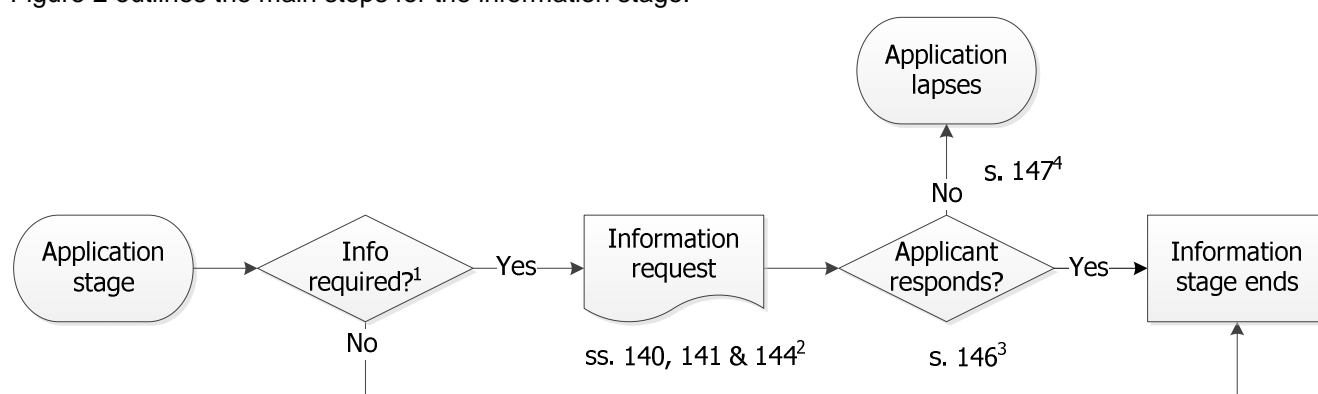 Figure 2 outlines the main steps for the information stage.
Application
lapses
s. 147⁴
No
Application
stage
Info
required?¹
Yes
Information
request
Applicant
responds?
Yes
Information
stage ends
No
ss. 140, 141 & 144²
s. 146³